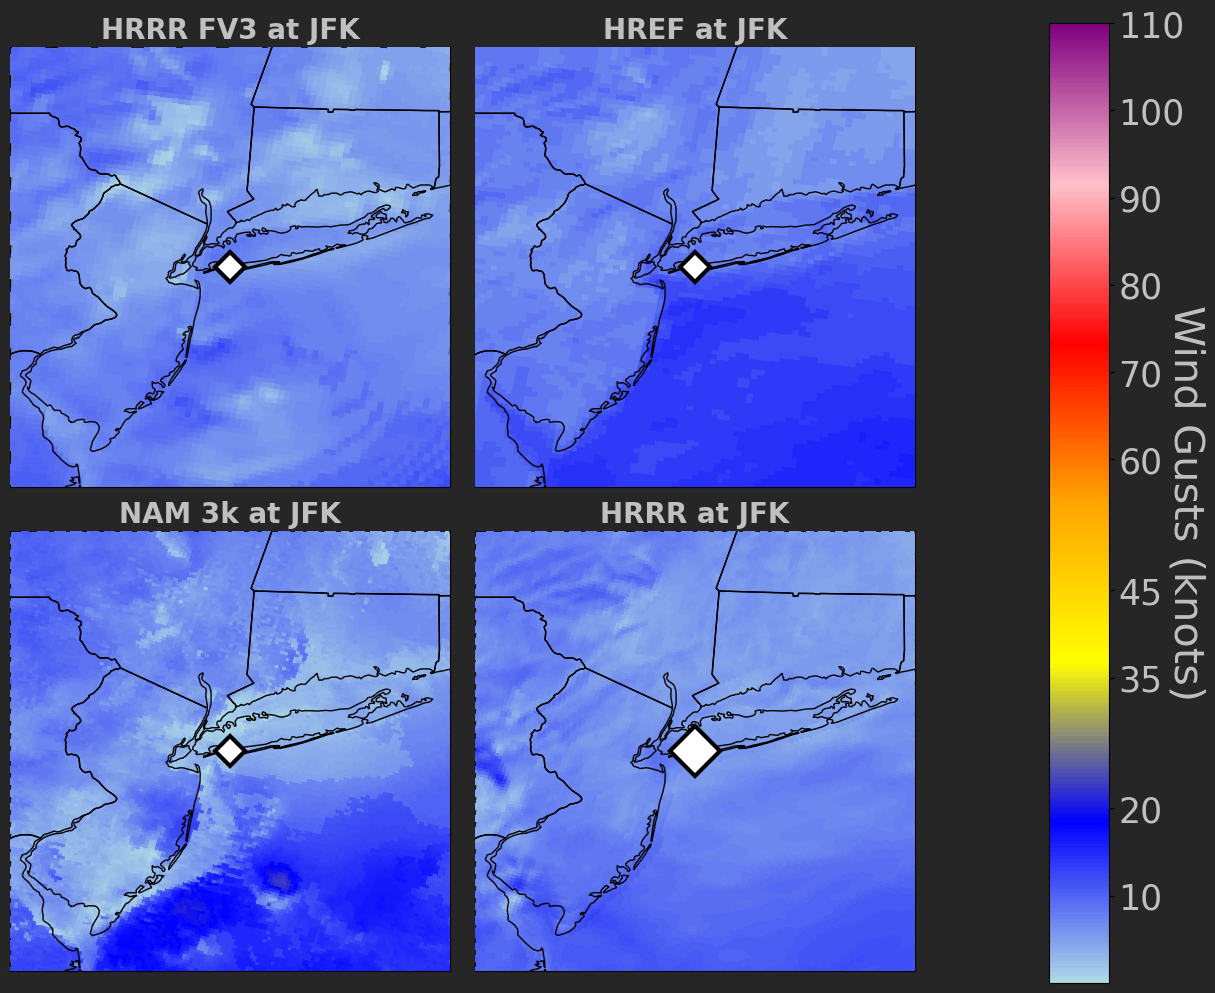 HRRR FV3 at JFK
HREF at JFK
NAM 3k at JFK
HRRR at JFK
110
100
90
80
70
60
45
35
20
10
Wind Gusts (knots)